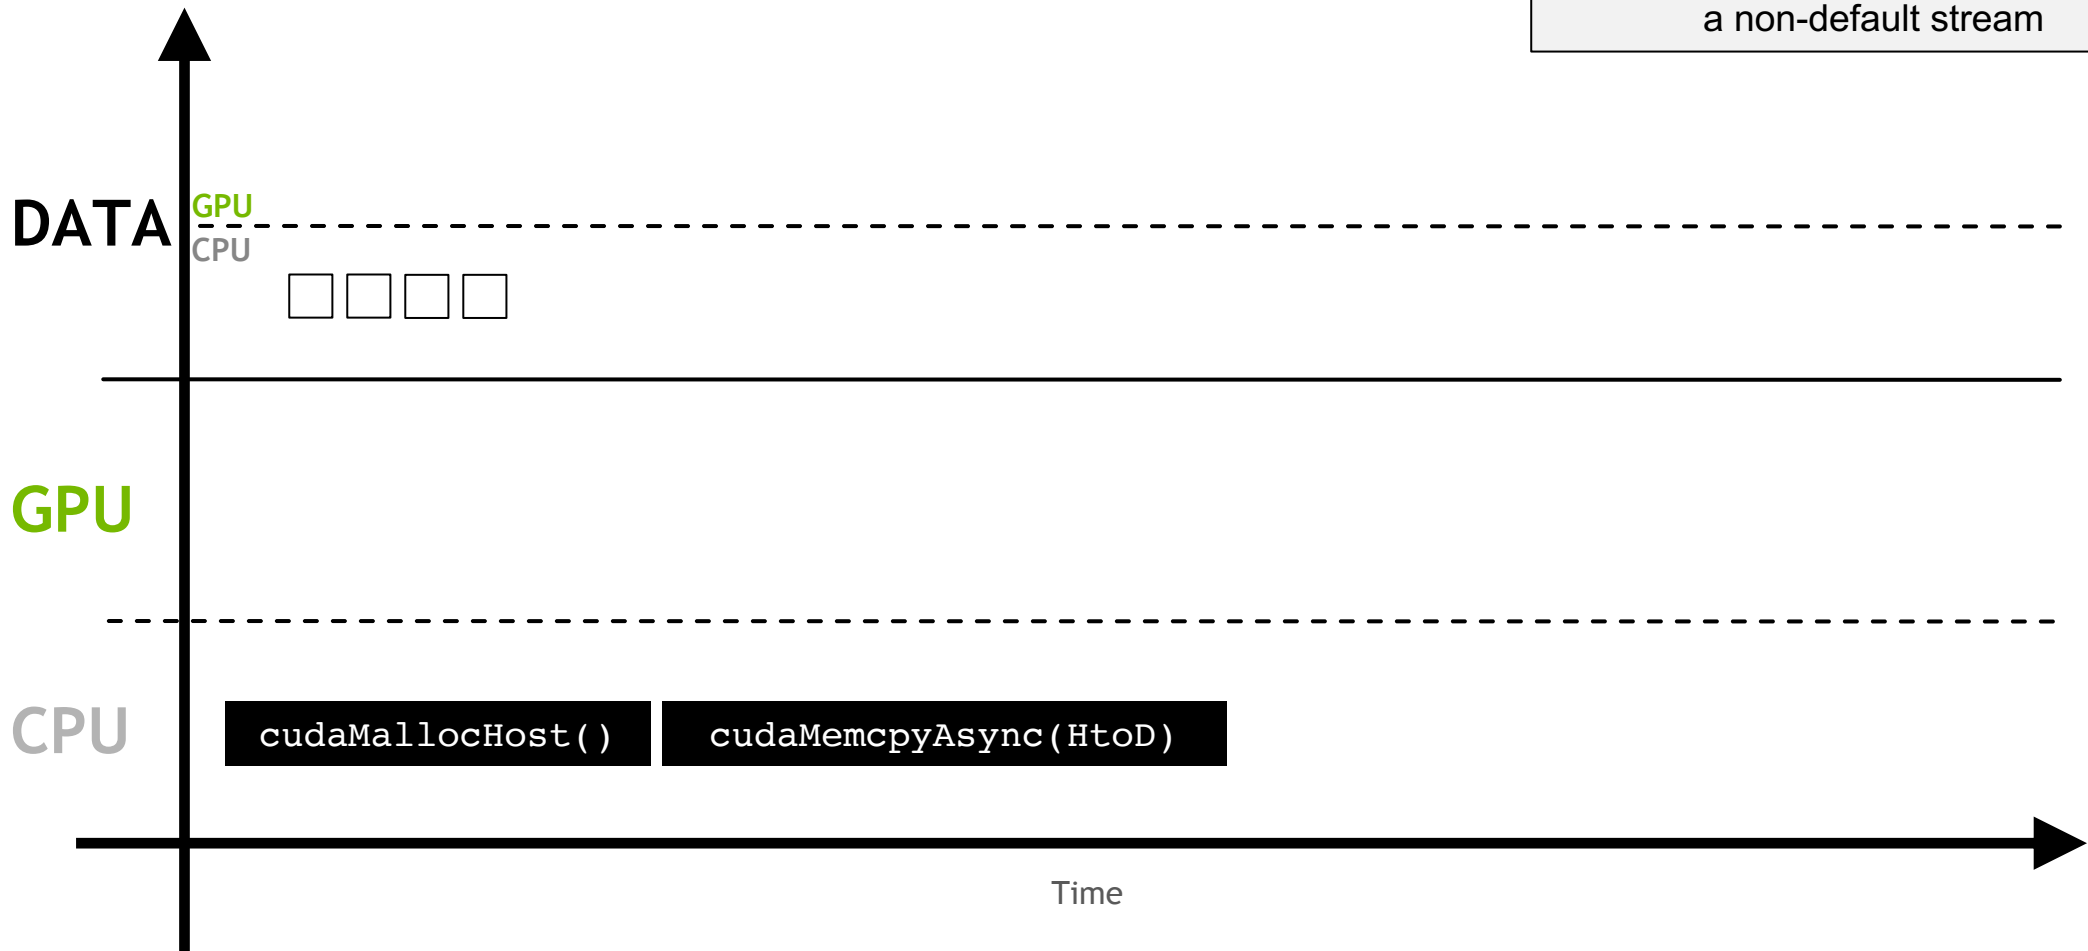 a non-default stream
DATA
GPU
CPU
GPU
CPU
cudaMallocHost()
cudaMemcpyAsync(HtoD)
Time